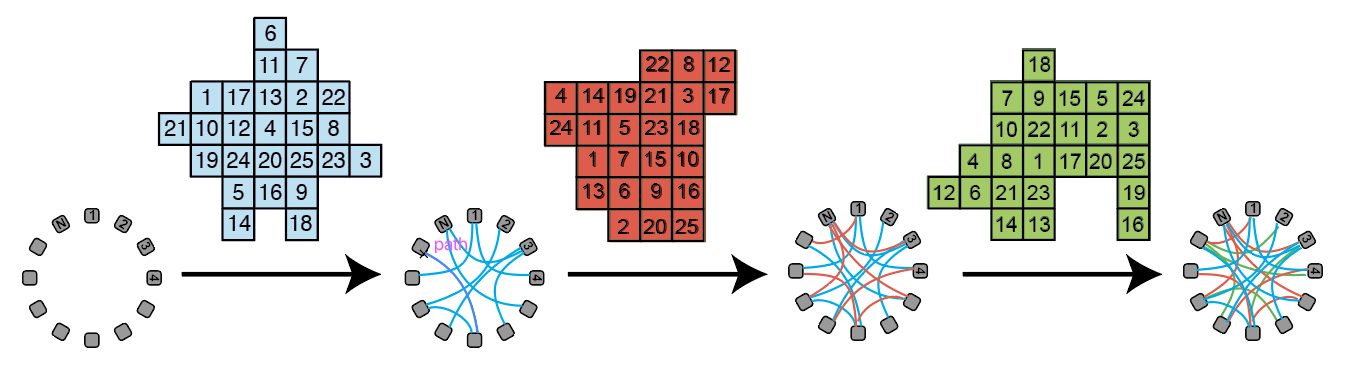 6
11 7
1 17 13 2 22
21 10 12 4 15 8
19 24 20 25 23 3
5 16 9
14 18
22 8 12
4 14 19 21 3 17
24 11 5 23 18
1 7 15 10
13 6 9 16
2 20 25
18
7 9 15 5 24
10 22 11 2 3
4 8 1 17 20 25
12 6 21 23 19
14 13 16
N 1 2 3 4
path
N 1 2 3 4
N 1 2 3 4
N 1 2 3 4